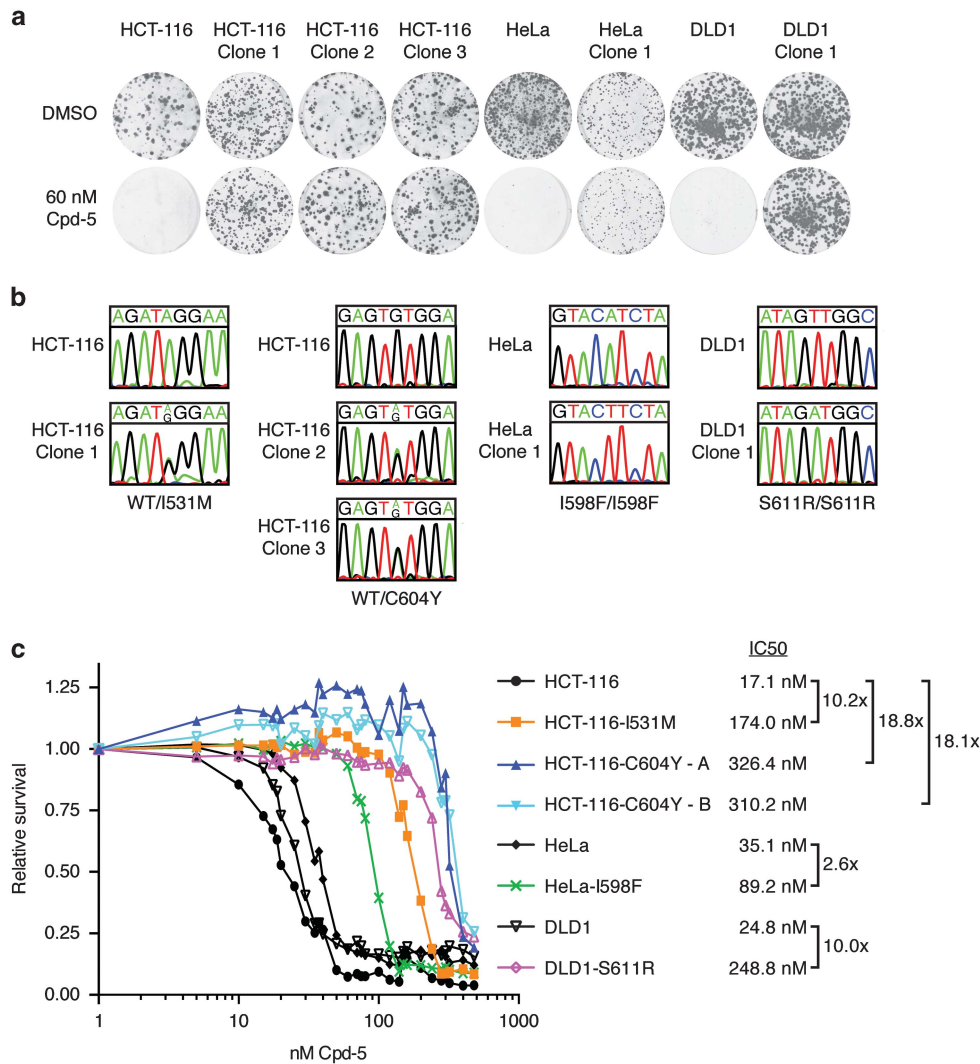 a
HCT-116
HCT-116
Clone 1
HCT-116
Clone 2
HCT-116
Clone 3
HeLa
HeLa
Clone 1
DLD1
DLD1
Clone 1
DMSO
60 nM
Cpd-5
b
HCT-116
AGATAGGAA
HCT-116
Clone 1
AGATAGGGAA
WT/I531M
HCT-116
GAGTGTGGA
HCT-116
Clone 2
GAGTAGTGGA
HCT-116
Clone 3
GAGTAGTGGA
WT/C604Y
HeLa
GTACATCTA
HeLa
Clone 1
GTACTTCTA
I598F/I598F
DLD1
ATAGTTGGC
DLD1
Clone 1
ATAGATGGC
S611R/S611R
c
Relative survival
1.25
1.00
0.75
0.50
0.25
0.00
1
10
100
1000
nM Cpd-5
IC50
HCT-116 17.1 nM
HCT-116-I531M 174.0 nM
HCT-116-C604Y - A 326.4 nM
HCT-116-C604Y - B 310.2 nM
HeLa 35.1 nM
HeLa-I598F 89.2 nM
DLD1 24.8 nM
DLD1-S611R 248.8 nM
10.2x
18.8x
18.1x
2.6x
10.0x